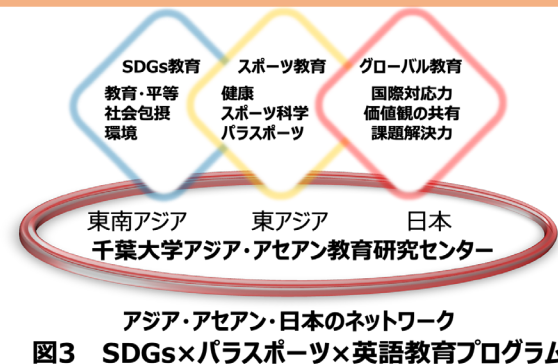 SDGs教育 スポーツ教育 グローバル教育
教育・平等 健康 国際対応力
社会包摂 スポーツ科学 価値観の共有
環境 パラスポーツ 課題解決力
東南アジア 東アジア 日本
千葉大学アジア・アセアン教育研究センター
アジア・アセアン・日本のネットワーク
図3 SDGs×パラスポーツ×英語教育プログラム